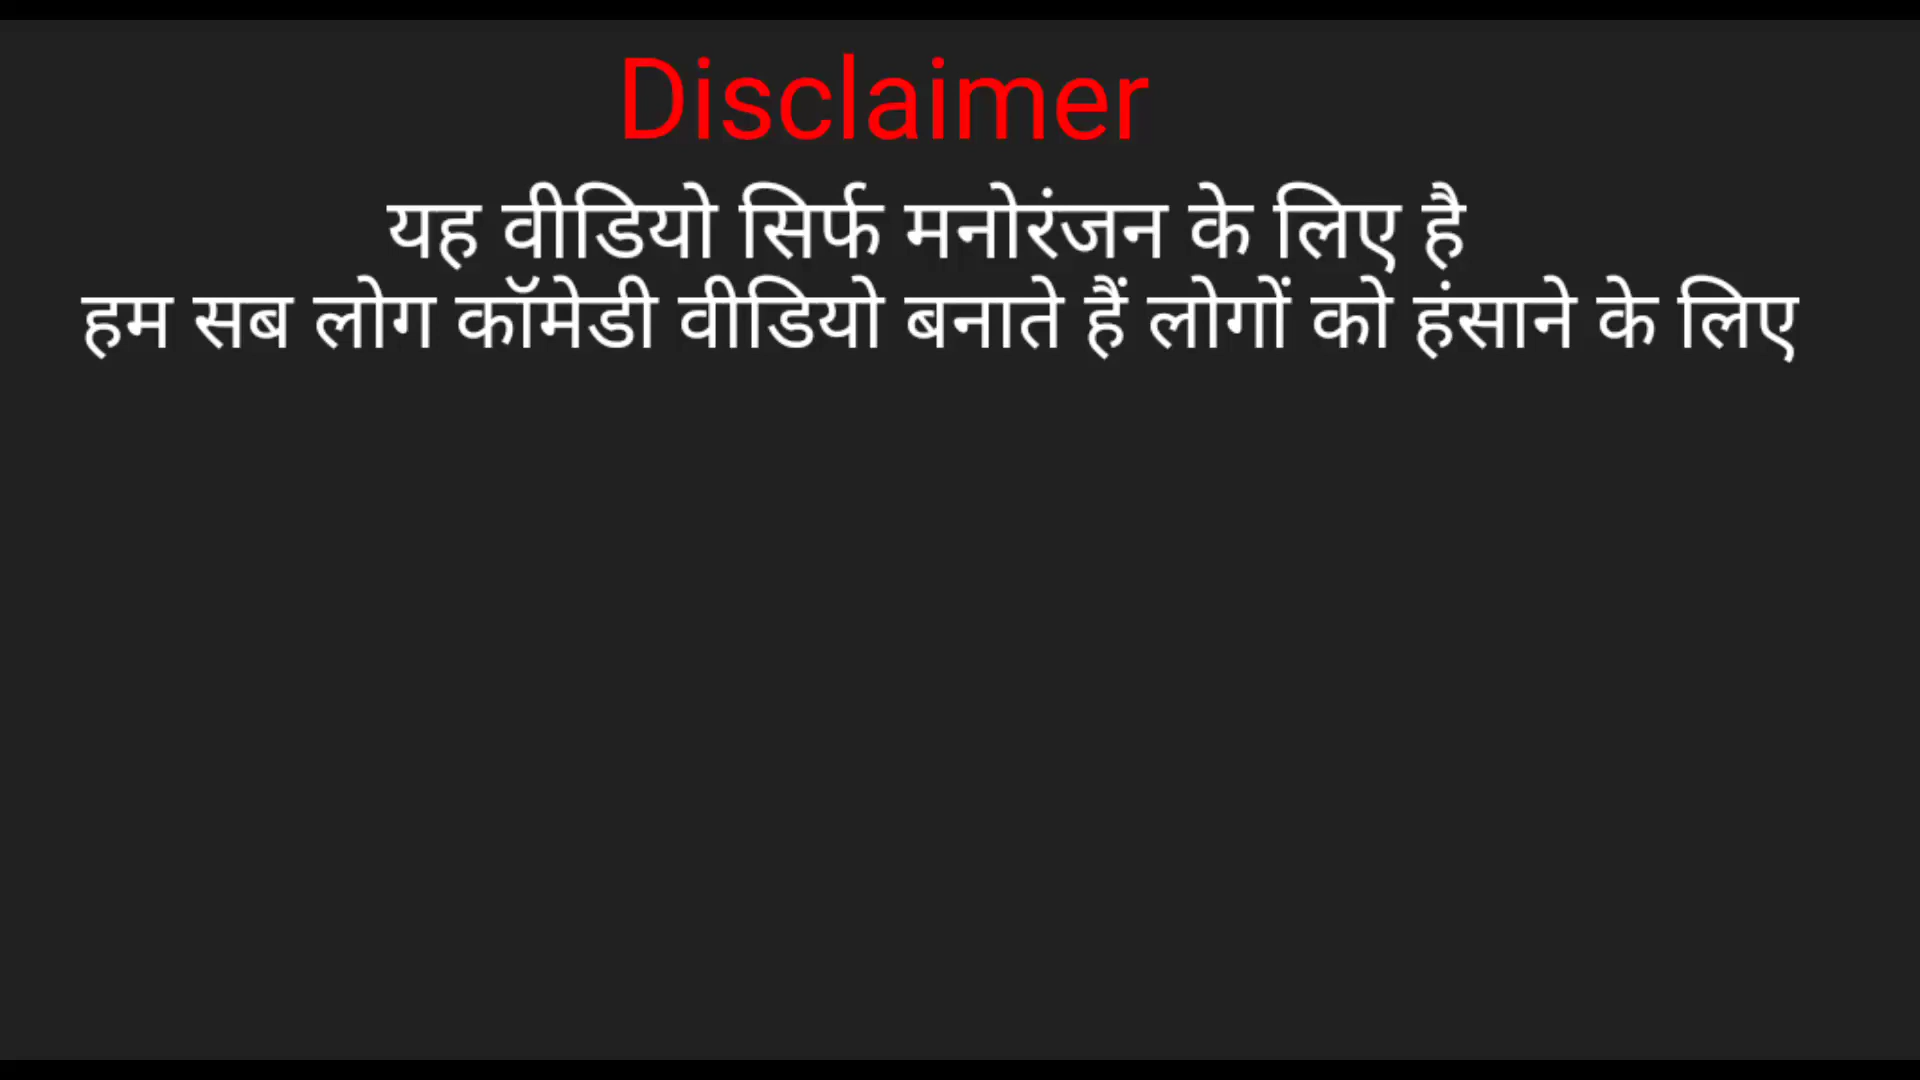 Disclaimer
यह वीडियो सिर्फ मनोरंजन के लिए है
हम सब लोग कॉमेडी वीडियो बनाते हैं लोगों को हंसाने के लिए